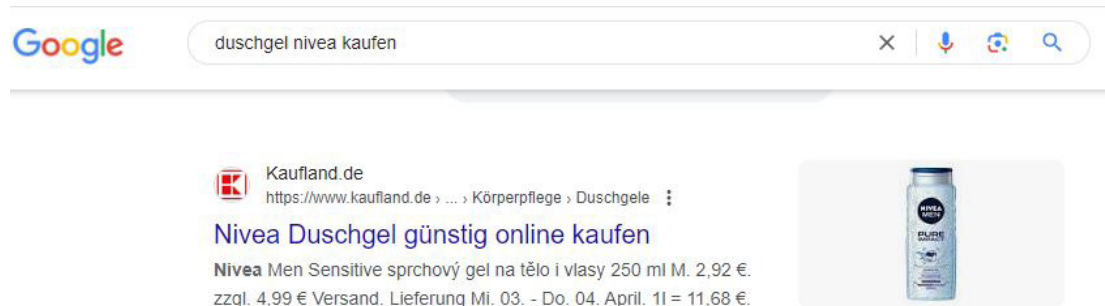 Google
duschgel nivea kaufen
Kaufland.de
https://www.kaufland.de › ... › Körperpflege › Duschgele
Nivea Duschgel günstig online kaufen
Nivea Men Sensitive sprchový gel na tělo i vlasy 250 ml M. 2,92 €.
zzgl. 4,99 € Versand. Lieferung Mi. 03. - Do. 04. April. 1l = 11,68 €.
NIVEA
MEN
PURE
IMPACT